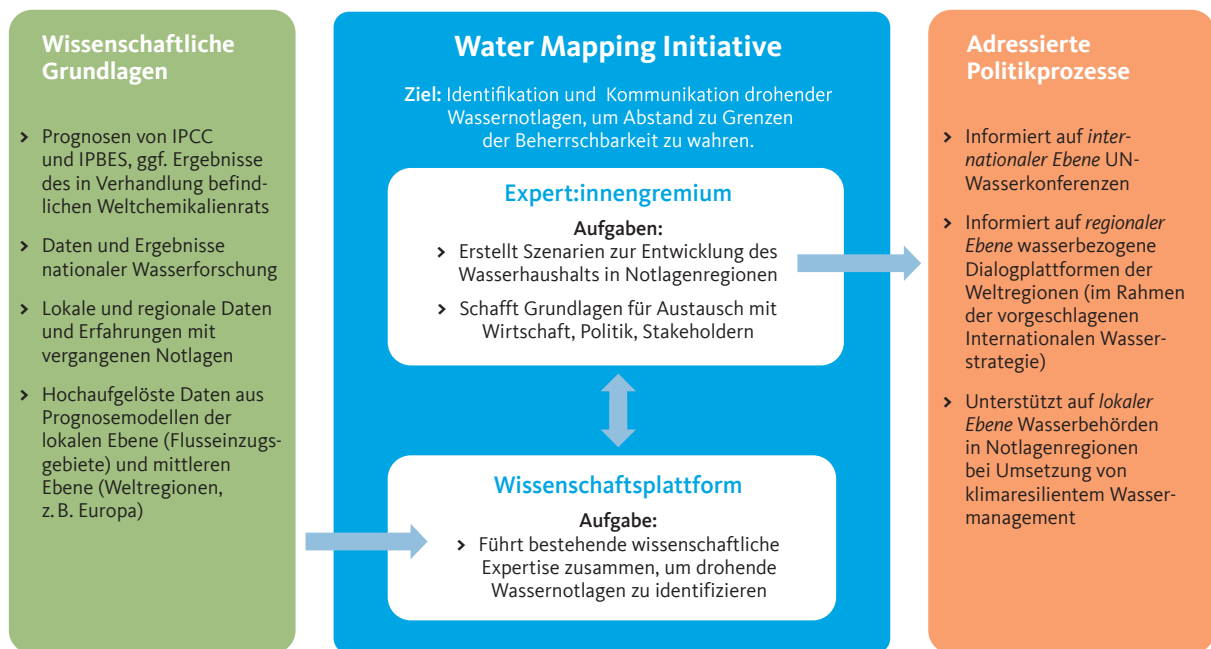 Wissenschaftliche
Grundlagen
> Prognosen von IPCC
und IPBES, ggf. Ergebnisse
des in Verhandlung befind-
lichen Weltchemikalienrats
> Daten und Ergebnisse
nationaler Wasserforschung
> Lokale und regionale Daten
und Erfahrungen mit
vergangenen Notlagen
> Hochaufgelöste Daten aus
Prognosemodellen der
lokalen Ebene (Flusseinzugs-
gebiete) und mittleren
Ebene (Weltregionen,
z. B. Europa)
Water Mapping Initiative
Ziel: Identifikation und Kommunikation drohender
Wassernotlagen, um Abstand zu Grenzen
der Beherrschbarkeit zu wahren.
Expert:innengremium
Aufgaben:
> Erstellt Szenarien zur Entwicklung des
Wasserhaushalts in Notlagenregionen
> Schafft Grundlagen für Austausch mit
Wirtschaft, Politik, Stakeholdern
Wissenschaftsplattform
Aufgabe:
> Führt bestehende wissenschaftliche
Expertise zusammen, um drohende
Wassernotlagen zu identifizieren
Adressierte
Politikprozesse
> Informiert auf inter-
nationaler Ebene UN-
Wasserkonferenzen
> Informiert auf regionaler
Ebene wasserbezogene
Dialogplattformen der
Weltregionen (im Rahmen
der vorgeschlagenen
Internationalen Wasser-
strategie)
> Unterstützt auf lokaler
Ebene Wasserbehörden
in Notlagenregionen
bei Umsetzung von
klimaresilientem Wasser-
management